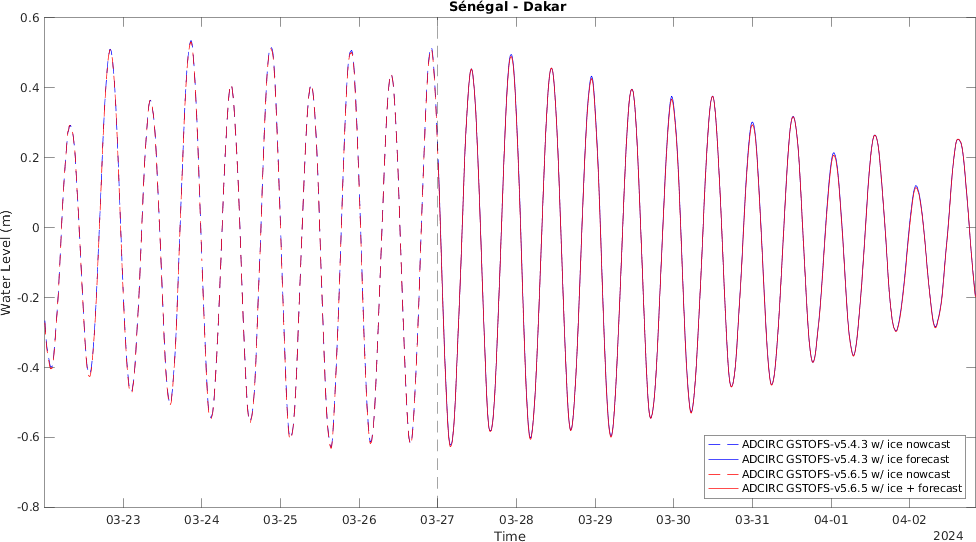 Sénégal - Dakar
Water Level (m)
0.6
0.4
0.2
0
-0.2
-0.4
-0.6
-0.8
ADCIRC GSTOFS-v5.4.3 w/ ice nowcast
ADCIRC GSTOFS-v5.4.3 w/ ice forecast
ADCIRC GSTOFS-v5.6.5 w/ ice nowcast
ADCIRC GSTOFS-v5.6.5 w/ ice + forecast
03-23 03-24 03-25 03-26 03-27 03-28 03-29 03-30 03-31 04-01 04-02
Time
2024